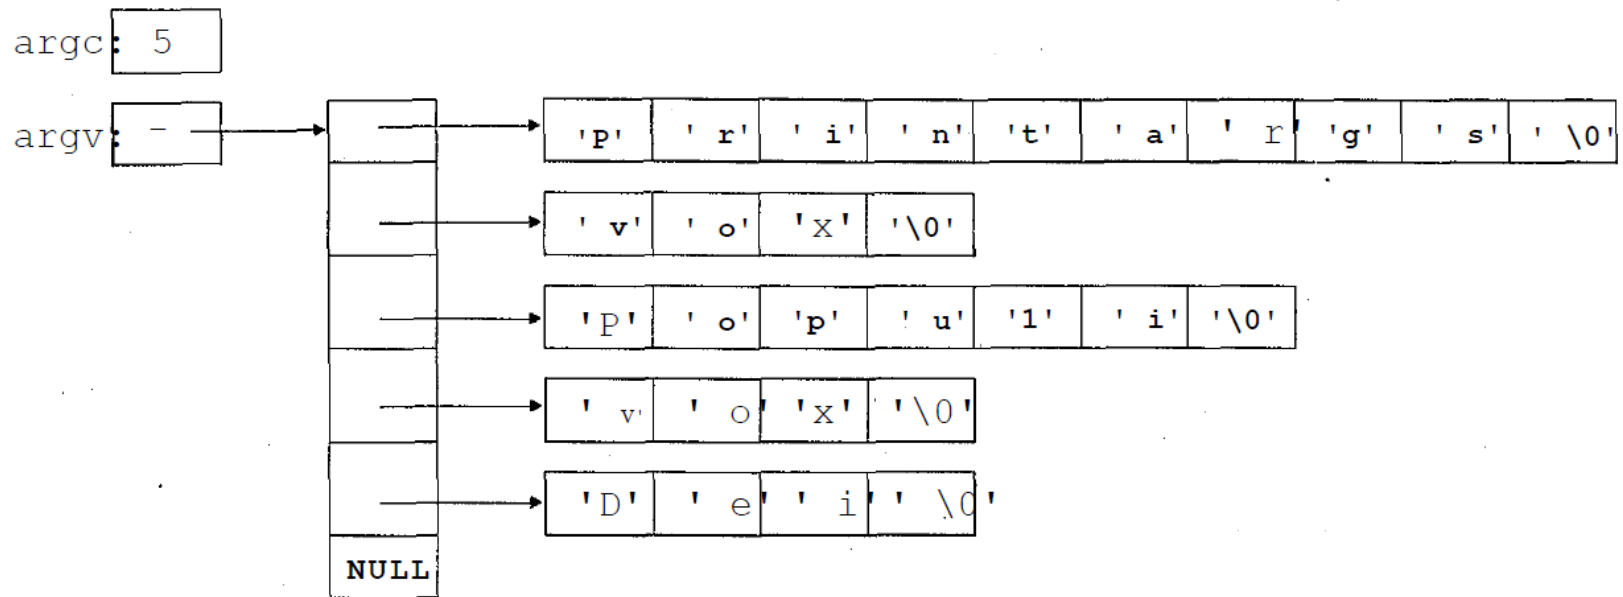 argc: 5
argv: -
'p' 'r' 'i' 'n' 't' 'a' 'r' 'g' 's' '\0'
'v' 'o' 'x' '\0'
'P' 'o' 'p' 'u' '1' 'i' '\0'
'v' 'o' 'x' '\0'
'D' 'e' 'i' '\0'
NULL